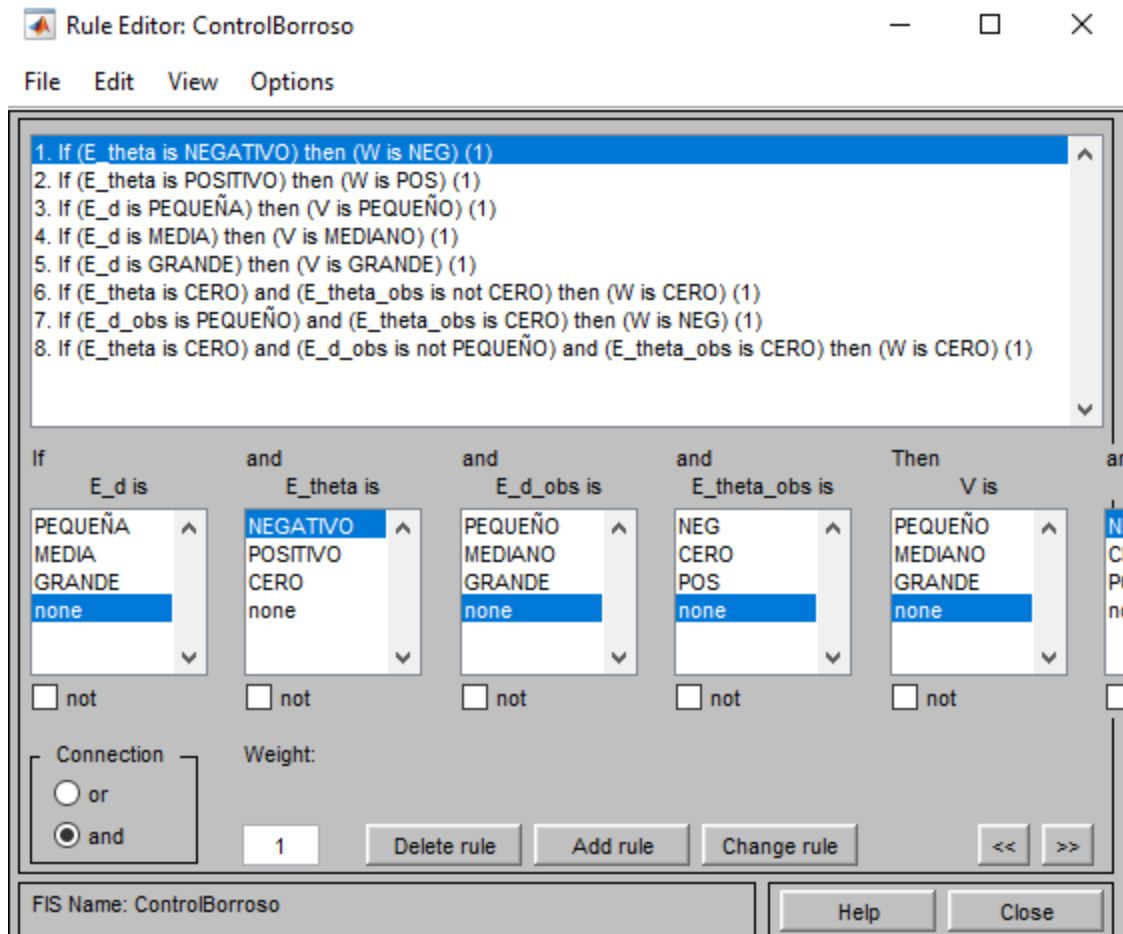 Rule Editor: ControlBorroso
File Edit View Options
1. If (E_theta is NEGATIVO) then (W is NEG) (1)
2. If (E_theta is POSITIVO) then (W is POS) (1)
3. If (E_d is PEQUEÑA) then (V is PEQUEÑO) (1)
4. If (E_d is MEDIA) then (V is MEDIANO) (1)
5. If (E_d is GRANDE) then (V is GRANDE) (1)
6. If (E_theta is CERO) and (E_theta_obs is not CERO) then (W is CERO) (1)
7. If (E_d_obs is PEQUEÑO) and (E_theta_obs is CERO) then (W is NEG) (1)
8. If (E_theta is CERO) and (E_d_obs is not PEQUEÑO) and (E_theta_obs is CERO) then (W is CERO) (1)
If and and and Then
E_d is E_theta is E_d_obs is E_theta_obs is V is
PEQUEÑA NEGATIVO PEQUEÑO NEG PEQUEÑO
MEDIA POSITIVO MEDIANO CERO MEDIANO
GRANDE CERO GRANDE POS GRANDE
none none none none none
not not not not not
Connection Weight:
or
and 1 Delete rule Add rule Change rule << >>
FIS Name: ControlBorroso Help Close